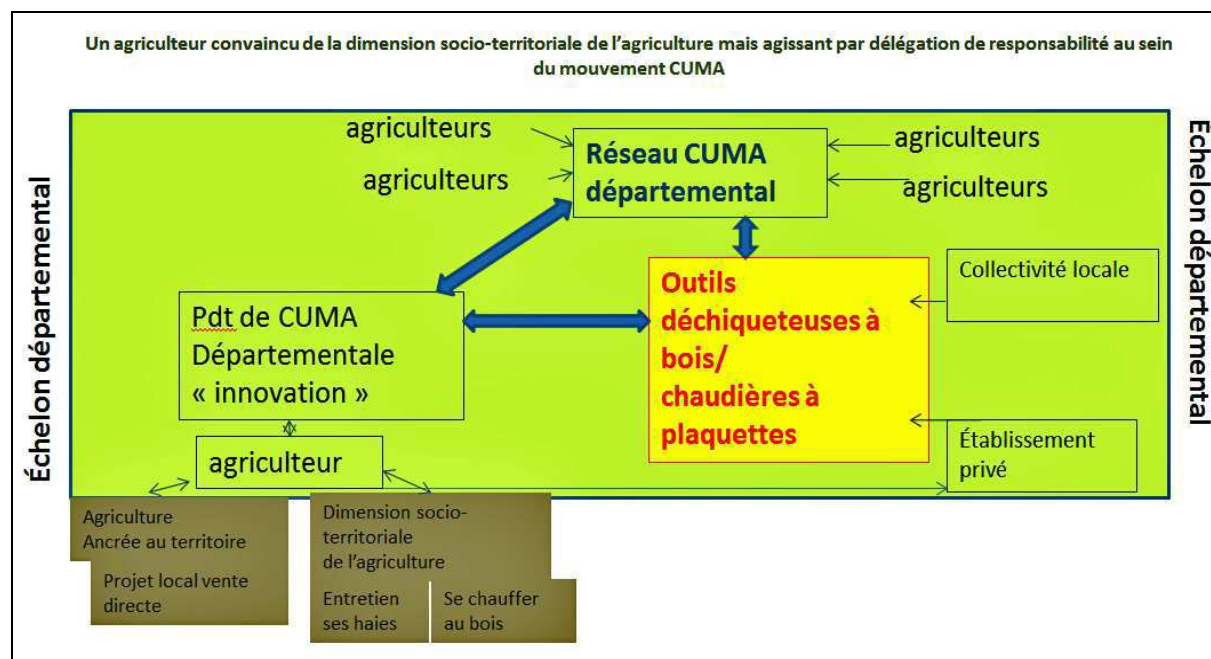 Un agriculteur convaincu de la dimension socio-territoriale de l’agriculture mais agissant par délégation de responsabilité au sein
du mouvement CUMA
Échelon départemental
agriculteurs
agriculteurs
Réseau CUMA
départemental
agriculteurs
agriculteurs
Echelon départemental
Pdt de CUMA
Départementale
« innovation »
Outils
déchiqueteuses à
bois/
chaudières à
plaquettes
Collectivité locale
Établissement
privé
agriculteur
Agriculture
Ancrée au territoire
Projet local vente
directe
Dimension socio-
territoriale
de l’agriculture
Entretien
ses haies
Se chauffer
au bois